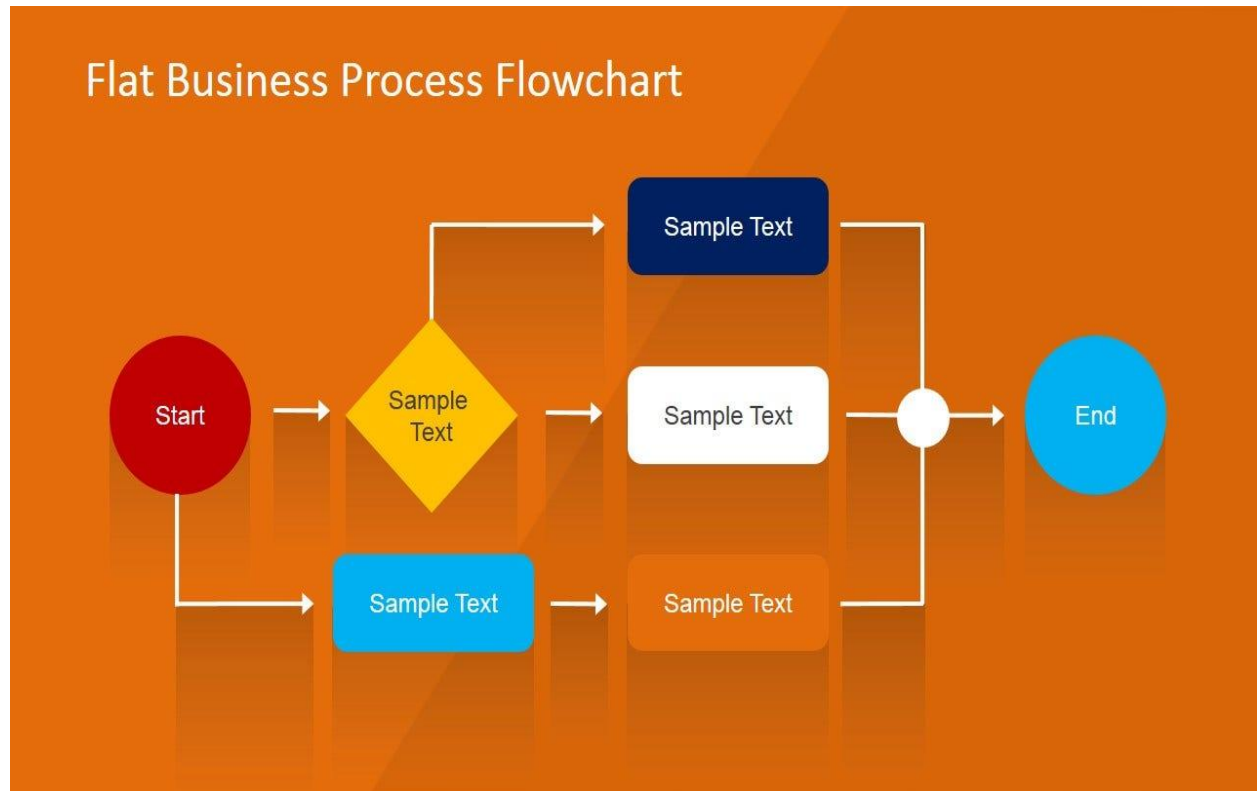 Flat Business Process Flowchart
Sample Text
Start
Sample
Text
Sample Text
End
Sample Text
Sample Text